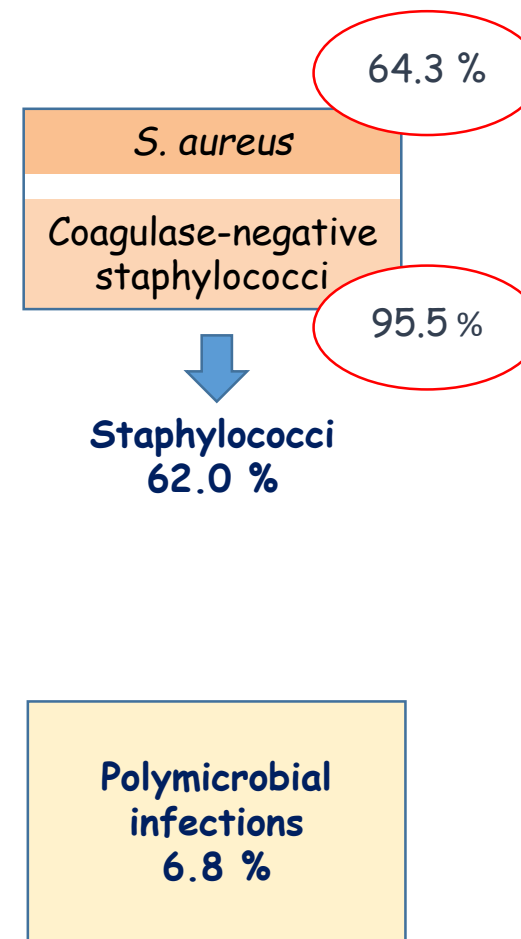 64.3 %
S. aureus
Coagulase-negative
staphylococci
95.5 %
Staphylococci
62.0 %
Polymicrobial
infections
6.8 %